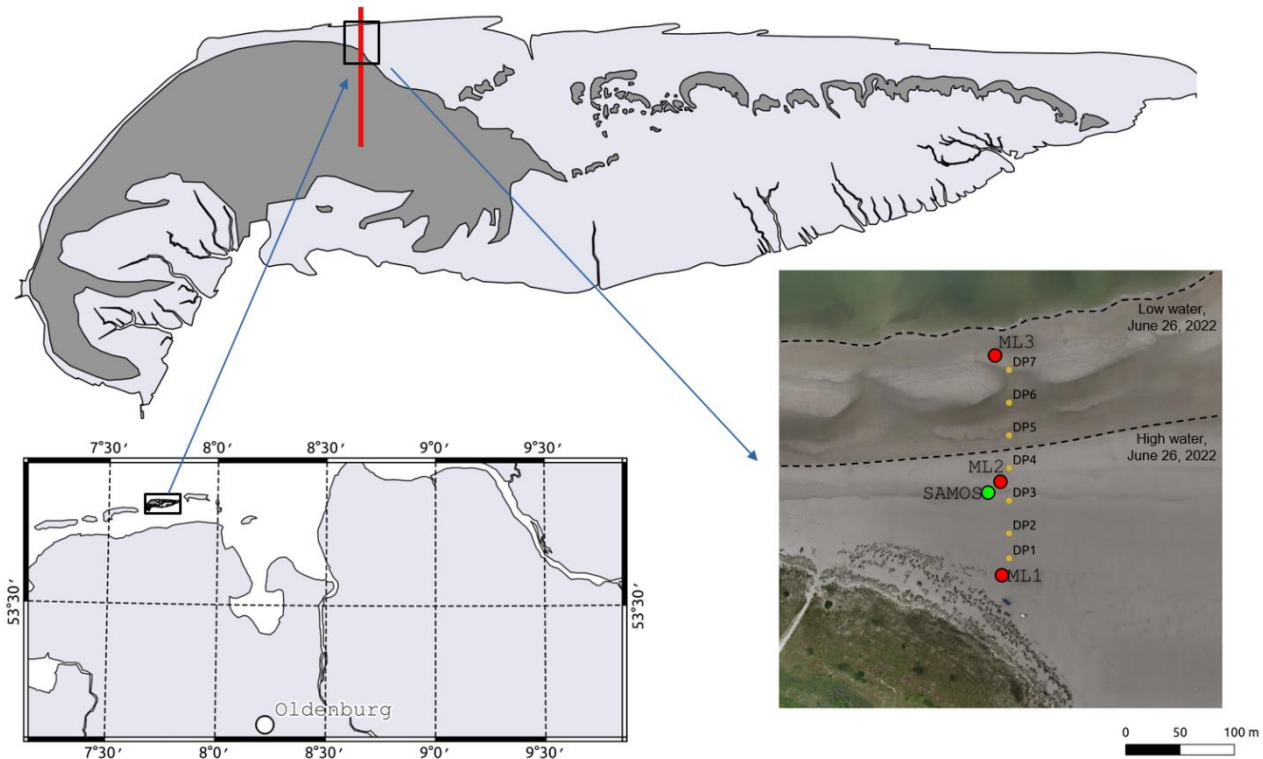 Low water,
June 26, 2022
ML3
DP7
DP6
DP5
High water,
June 26, 2022
DP4
ML2
SAMOS
DP3
DP2
DP1
ML1
7°30′ 8°0′ 8°30′ 9°0′ 9°30′
53°30′ 53°30′
Oldenburg
7°30′ 8°0′ 8°30′ 9°0′ 9°30′
0 50 100 m